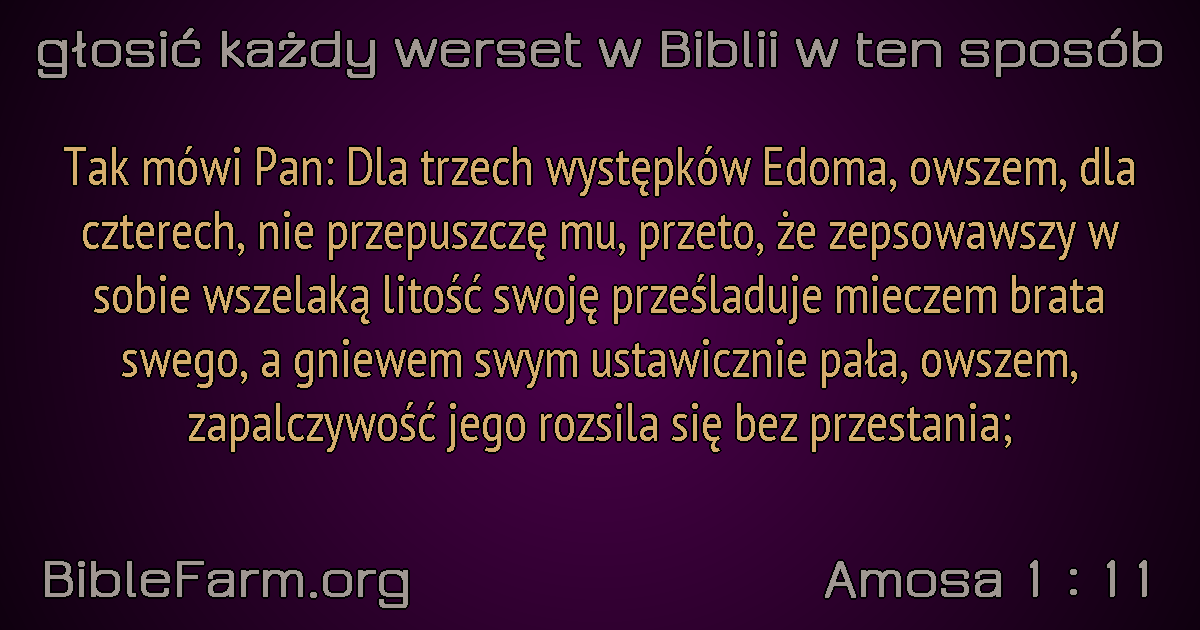 głosić każdy werset w Biblii w ten sposób
Tak mówi Pan: Dla trzech występków Edoma, owszem, dla
czterech, nie przepuszczę mu, przeto, że zepsowawszy w
sobie wszelaką litość swoję prześladuje mieczem brata
swego, a gniewem swym ustawicznie pała, owszem,
zapalczywość jego rozsila się bez przestania;
BibleFarm.org
Amosa 1 : 11